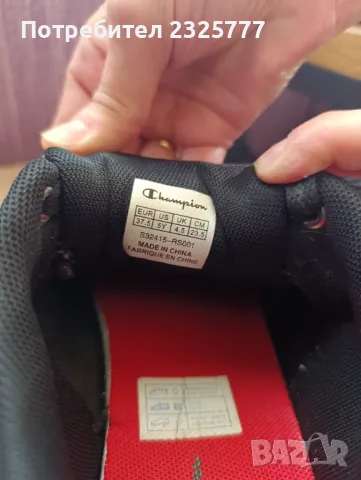 Потребител 2325777
Champion
EUR US UK CM
37.5 5Y 4.5 23.5
S32415-RS001
MADE IN CHINA
FABRIQUE EN CHINE
BAZAR